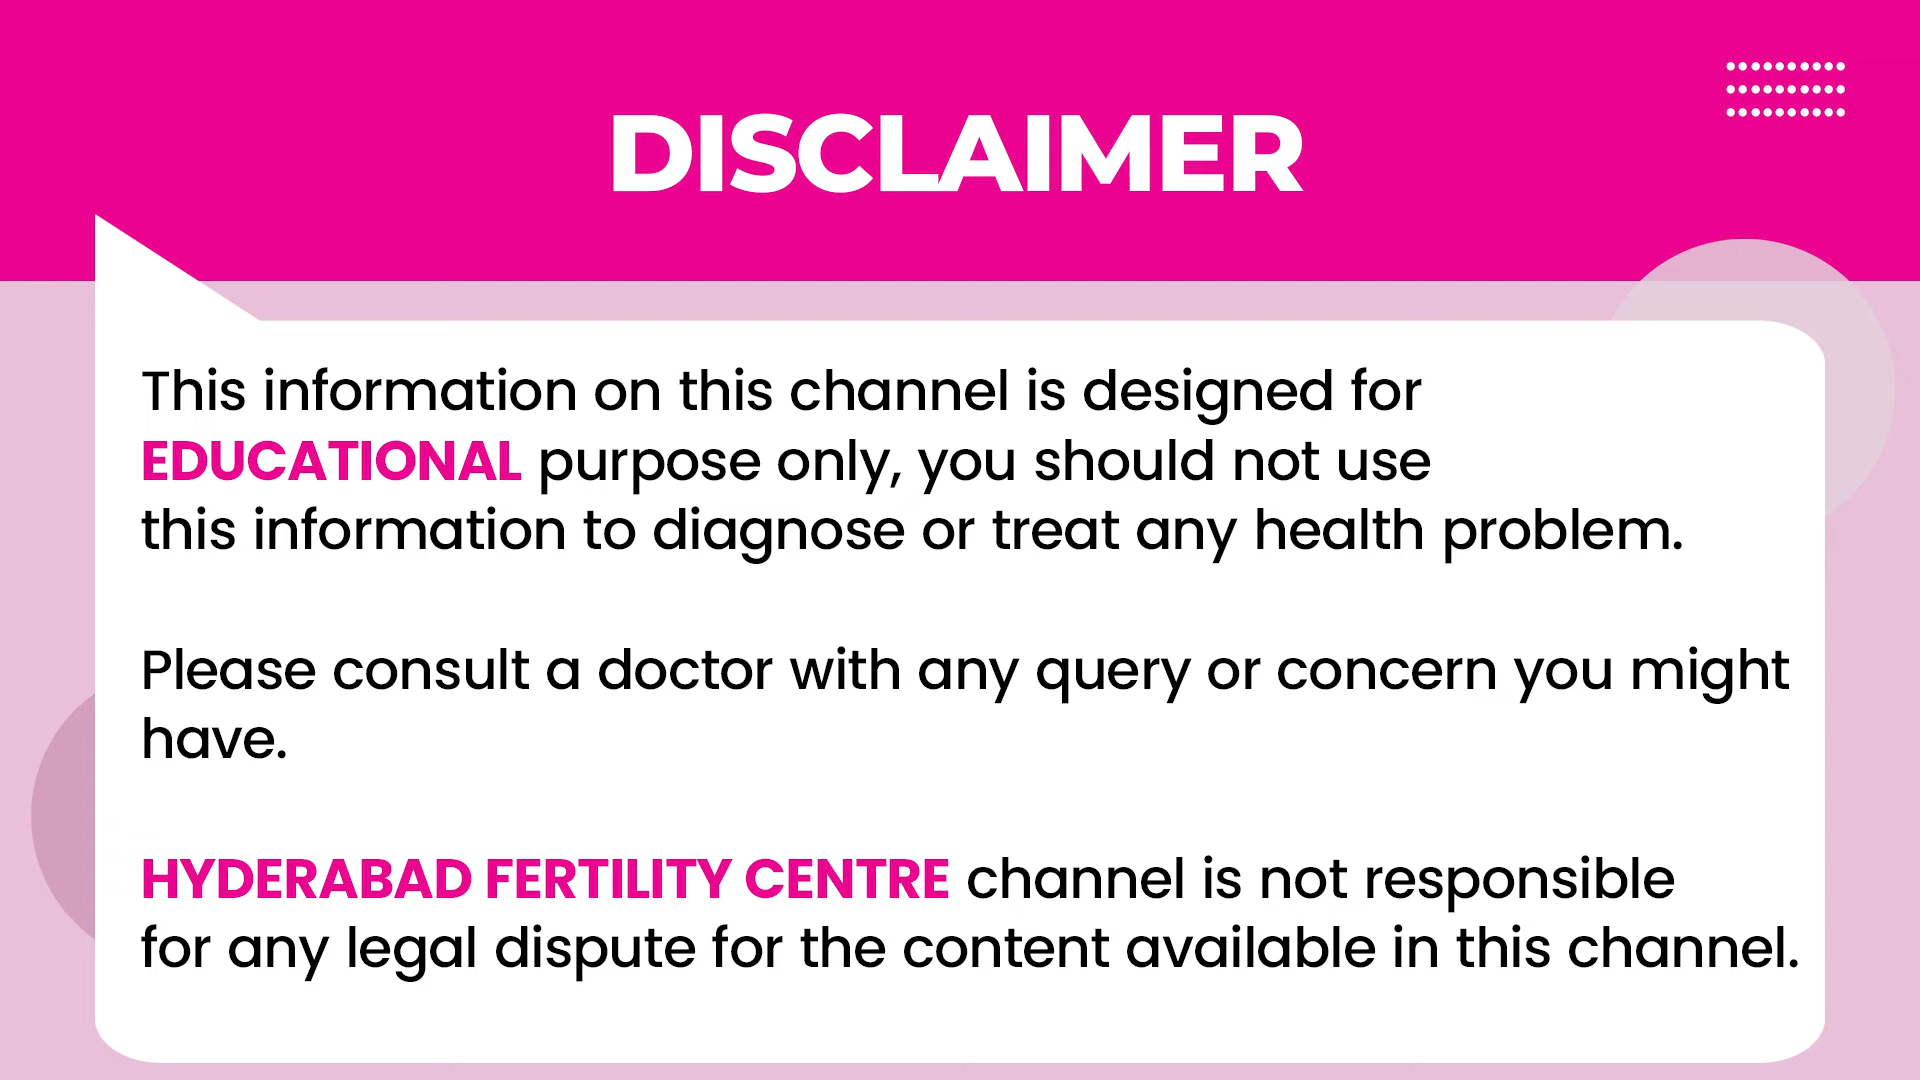 DISCLAIMER
This information on this channel is designed for
EDUCATIONAL purpose only, you should not use
this information to diagnose or treat any health problem.
Please consult a doctor with any query or concern you might
have.
HYDERABAD FERTILITY CENTRE channel is not responsible
for any legal dispute for the content available in this channel.